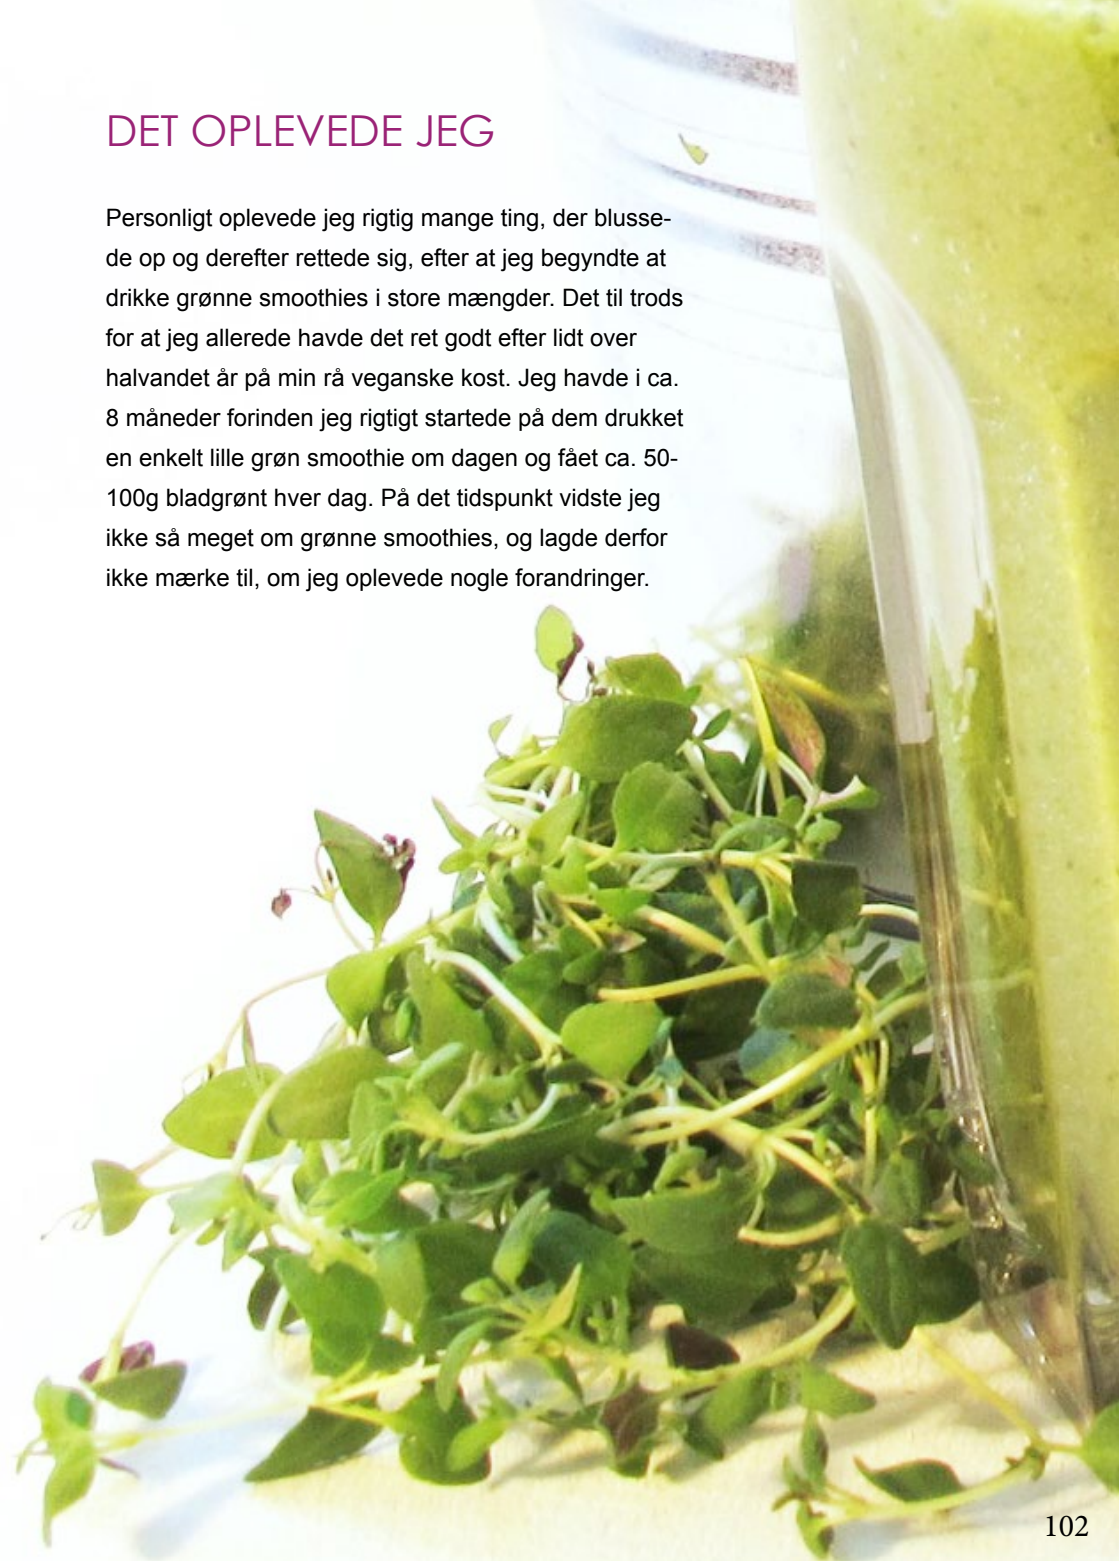 DET OPLEVEDE JEG
Personligt oplevede jeg rigtig mange ting, der blusse-
de op og derefter rettede sig, efter at jeg begyndte at
drikke grønne smoothies i store mængder. Det til trods
for at jeg allerede havde det ret godt efter lidt over
halvandet år på min rå veganske kost. Jeg havde i ca.
8 måneder forinden jeg rigtigt startede på dem drukket
en enkelt lille grøn smoothie om dagen og fået ca. 50-
100g bladgrønt hver dag. På det tidspunkt vidste jeg
ikke så meget om grønne smoothies, og lagde derfor
ikke mærke til, om jeg oplevede nogle forandringer.
102